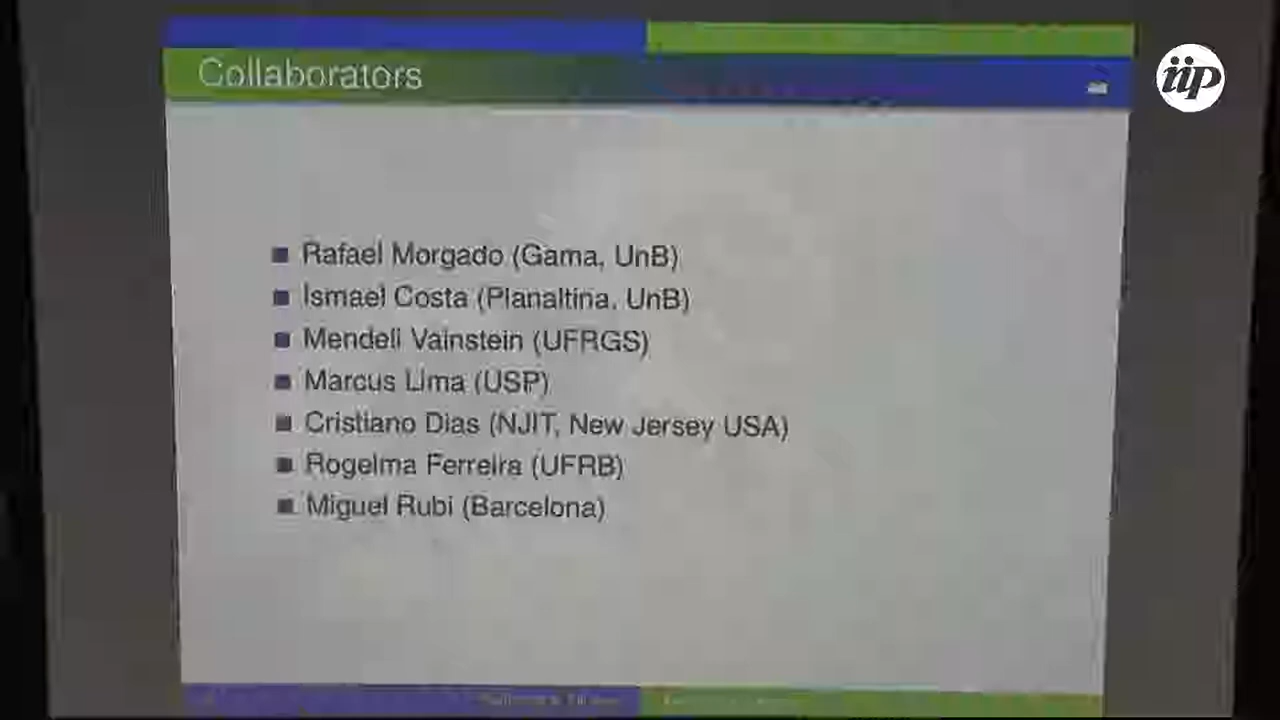 Collaborators
iip
Rafael Morgado (Gama, UnB)
Ismael Costa (Planaltina, UnB)
Mendeli Vainstein (UFRGS)
Marcus Lima (USP)
Cristiano Dias (NJIT, New Jersey USA)
Rogelma Ferreira (UFRB)
Miguel Rubi (Barcelona)